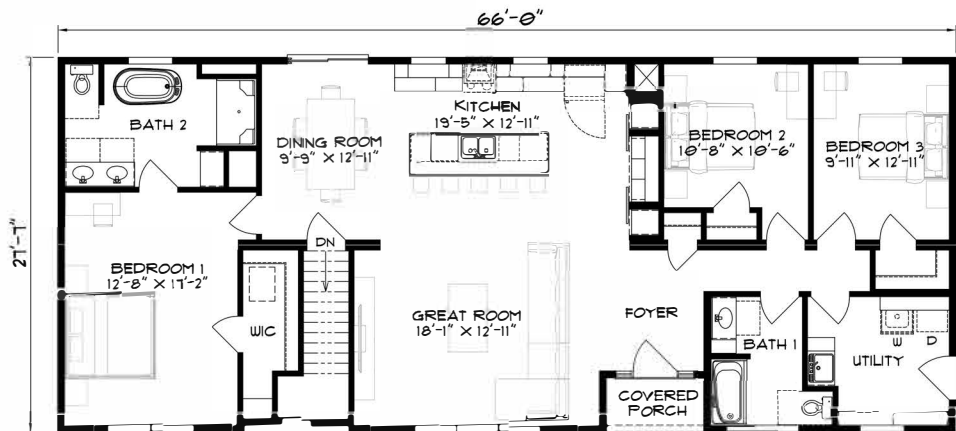 66'-0"
27'-7"
BATH 2
DINING ROOM
9'-9" X 12'-11"
KITCHEN
19'-5" X 12'-11"
BEDROOM 2
10'-8" X 10'-6"
BEDROOM 3
9'-11" X 12'-11"
DN
BEDROOM 1
12'-8" X 17'-2"
WIC
GREAT ROOM
18'-1" X 12'-11"
FOYER
BATH 1
W D
UTILITY
COVERED
PORCH